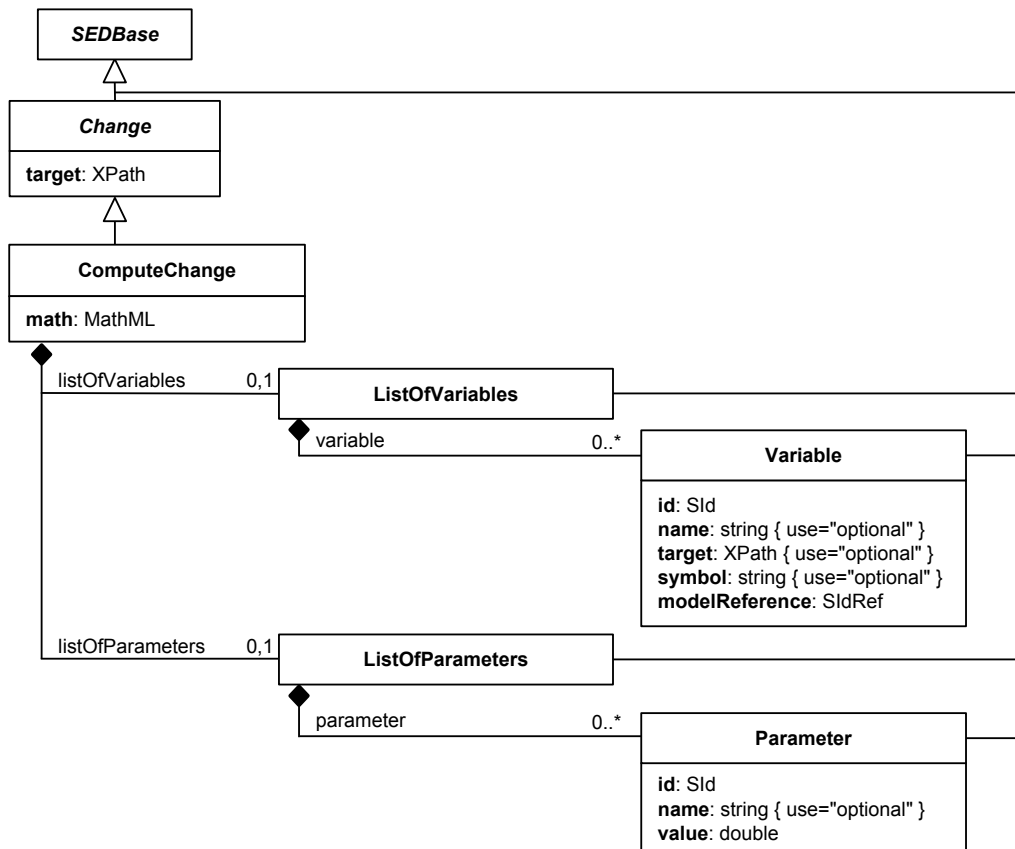 SEDBase
Change
target: XPath
ComputeChange
math: MathML
listOfVariables 0,1
ListOfVariables
variable 0..*
Variable
id: SId
name: string { use="optional" }
target: XPath { use="optional" }
symbol: string { use="optional" }
modelReference: SIdRef
listOfParameters 0,1
ListOfParameters
parameter 0..*
Parameter
id: SId
name: string { use="optional" }
value: double